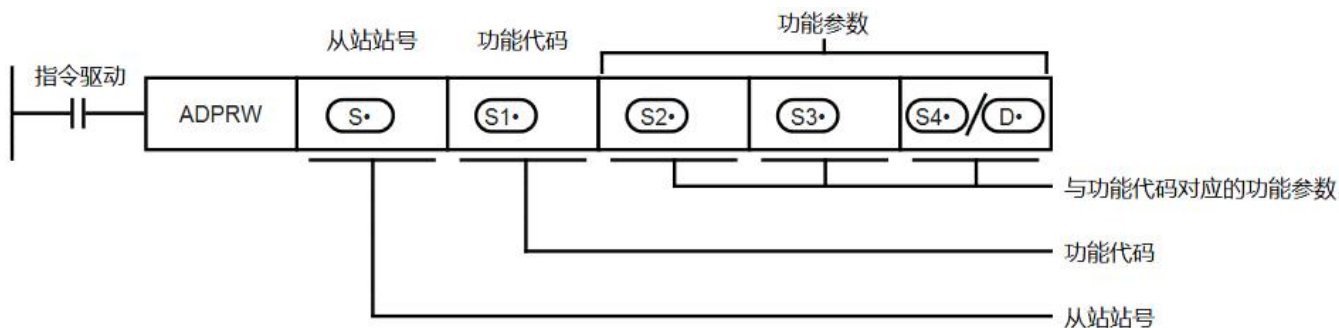 功能参数
从站站号
功能代码
指令驱动
ADPRW
S•
S1•
S2•
S3•
S4•/D•
与功能代码对应的功能参数
功能代码
从站站号